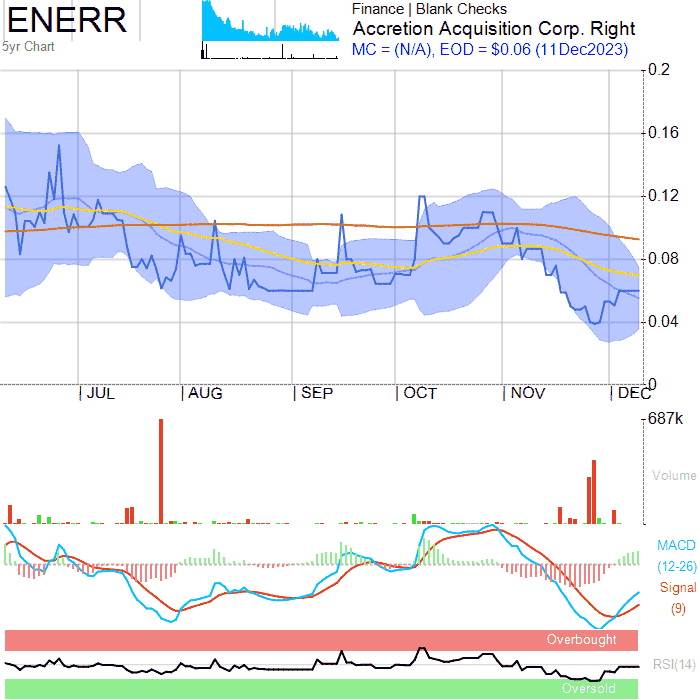 ENERR
5yr Chart
Finance | Blank Checks
Accretion Acquisition Corp. Right
MC = (N/A), EOD = $0.06 (11Dec2023)
0.2
0.16
0.12
0.08
0.04
0
| JUL | AUG | SEP | OCT | NOV | DEC
687k
Volume
MACD
(12-26)
Signal
(9)
Overbought
RSI(14)
Oversold